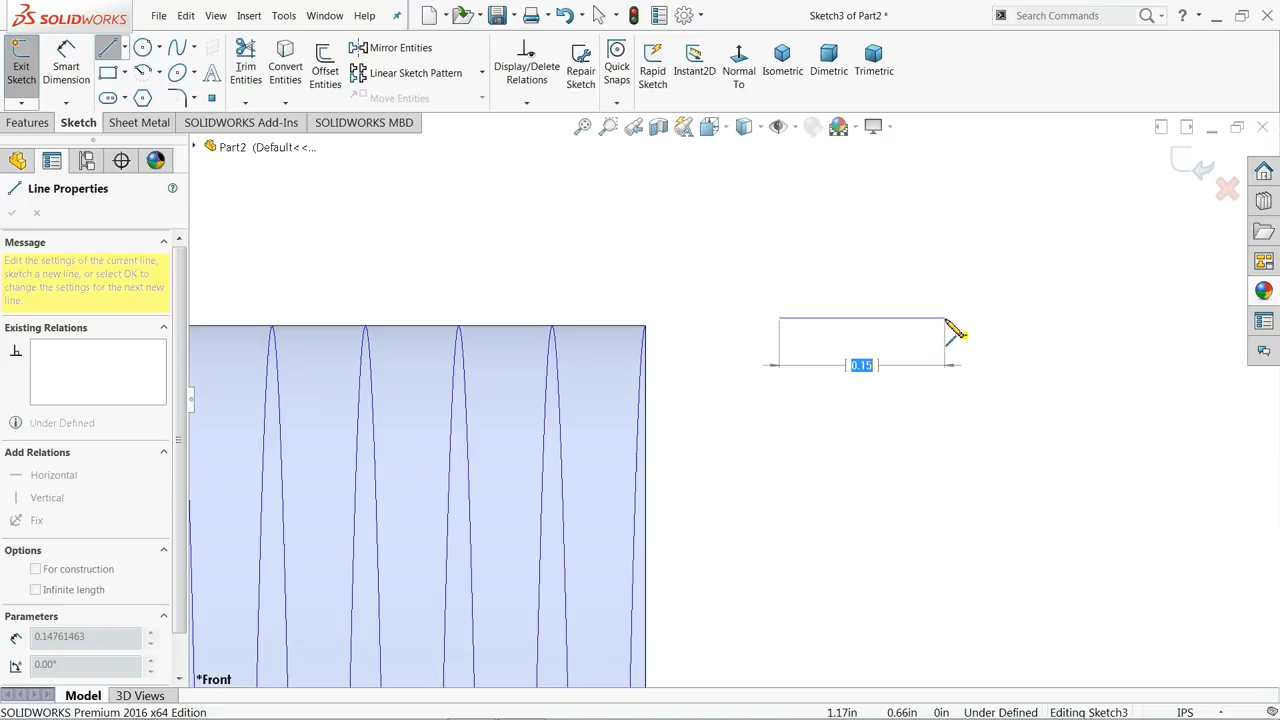 SOLIDWORKS File Edit View Insert Tools Window Help Sketch3 of Part2 * Search Commands
Exit Sketch
Smart Dimension
Trim Entities
Convert Entities
Offset Entities
Mirror Entities
Linear Sketch Pattern
Move Entities
Display/Delete Relations
Repair Sketch
Quick Snaps
Rapid Sketch
Instant2D
Normal To
Isometric
Dimetric
Trimetric
Features Sketch Sheet Metal SOLIDWORKS Add-Ins SOLIDWORKS MBD
Part2 (Default<<...
Line Properties
Message
Edit the settings of the current line,
sketch a new line, or select OK to
change the settings for the next new
line.
Existing Relations
Under Defined
Add Relations
Horizontal
Vertical
Fix
Options
For construction
Infinite length
Parameters
0.14761463
0.00°
0.15
*Front
Model 3D Views
SOLIDWORKS Premium 2016 x64 Edition 1.17in 0.66in 0in Under Defined Editing Sketch3 IPS